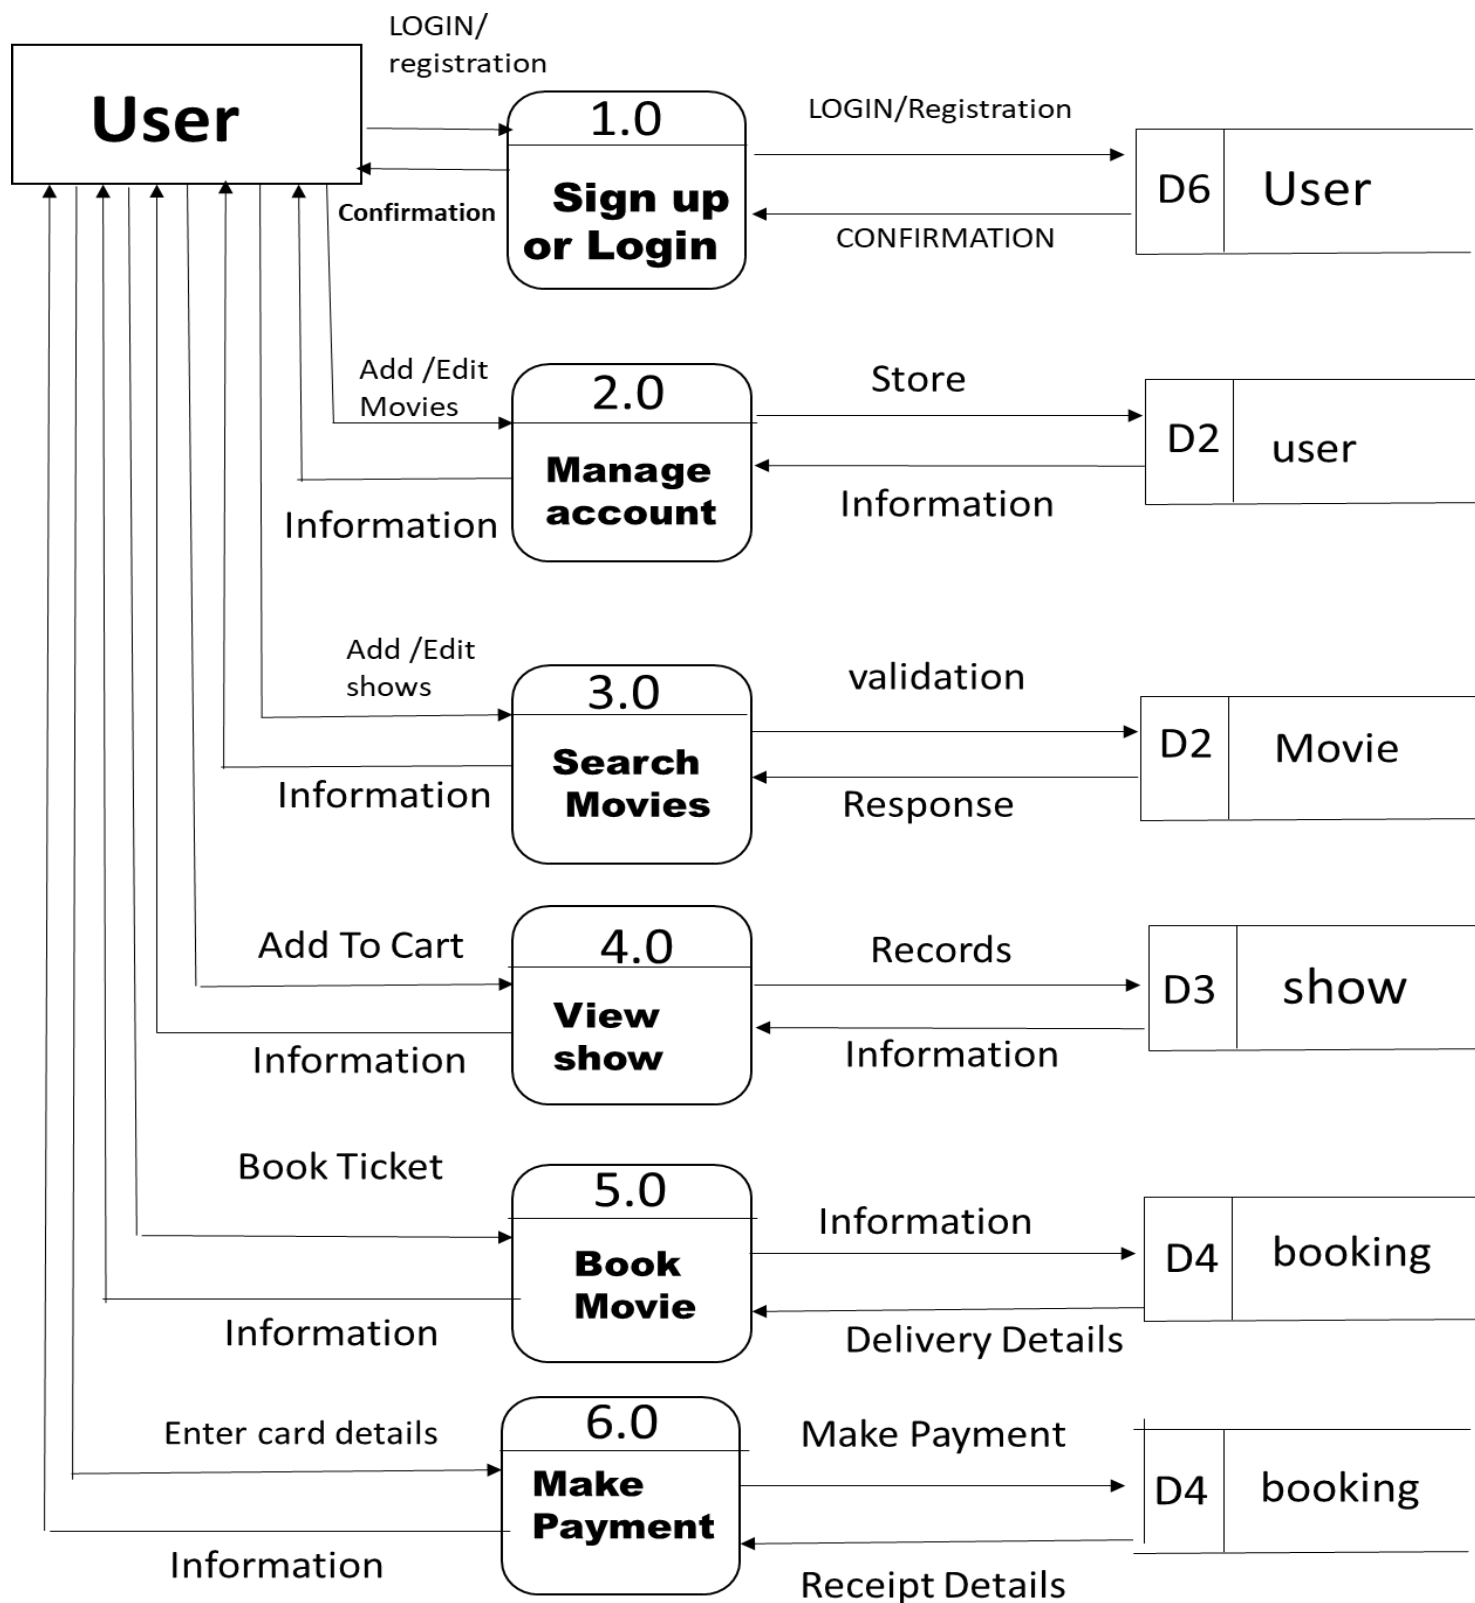 LOGIN/
registration
User
1.0
LOGIN/Registration
Sign up
or Login
D6
User
Confirmation
CONFIRMATION
Add /Edit
Movies
2.0
Store
Manage
account
D2
user
Information
Information
Add /Edit
shows
3.0
validation
Search
Movies
D2
Movie
Information
Response
Add To Cart
4.0
Records
View
show
D3
show
Information
Information
Book Ticket
5.0
Information
Book
Movie
D4
booking
Information
Delivery Details
Enter card details
6.0
Make Payment
Make
Payment
D4
booking
Information
Receipt Details